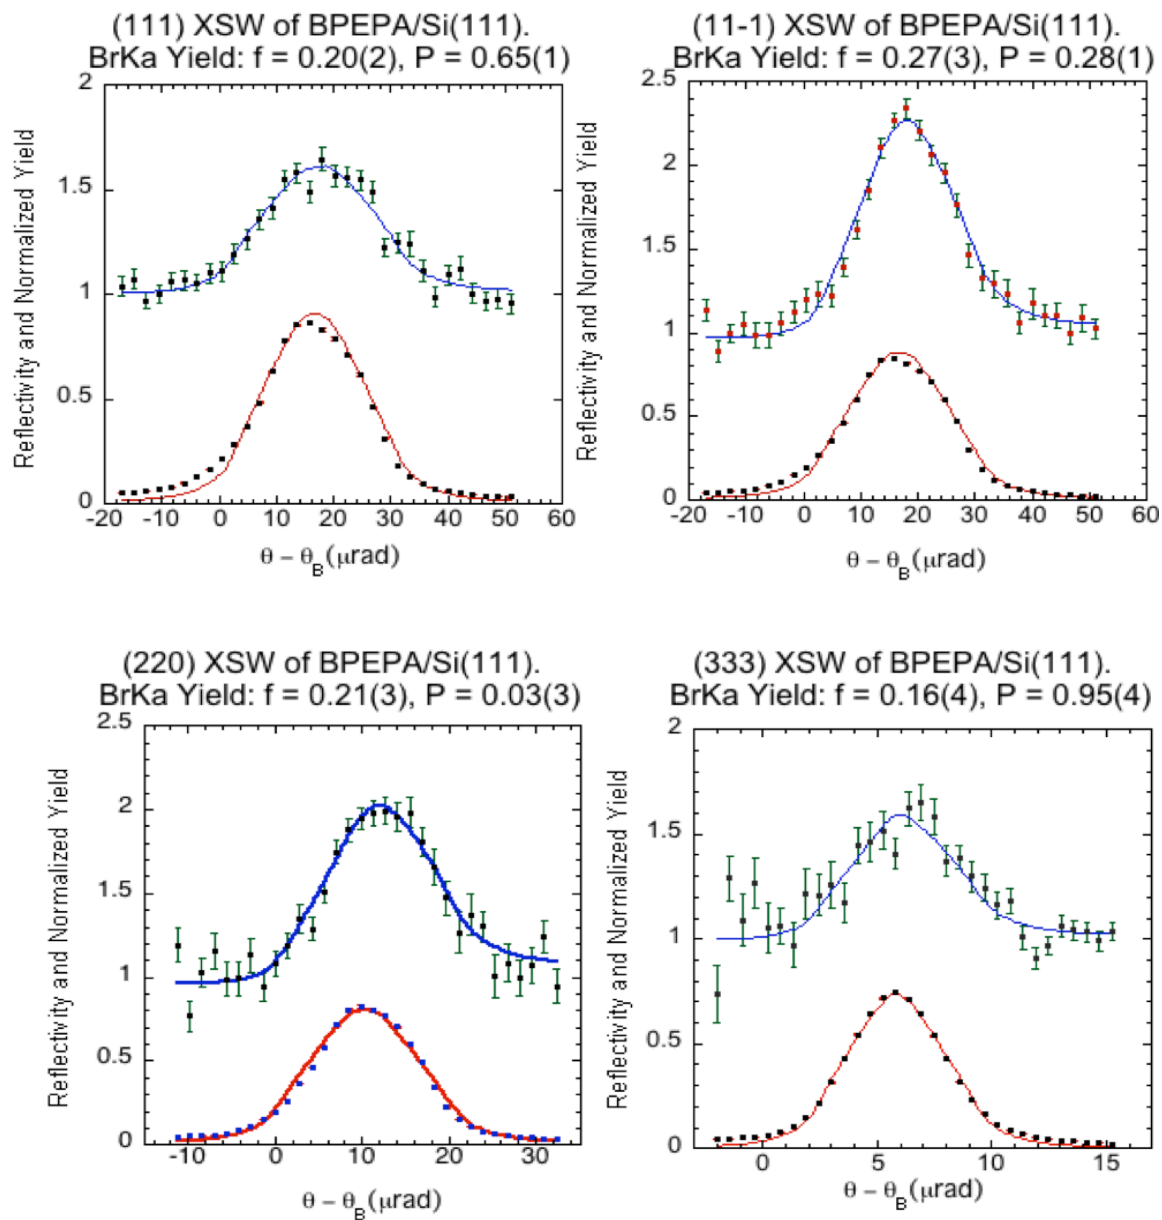 (111) XSW of BPEPA/Si(111).
BrKa Yield: f = 0.20(2), P = 0.65(1)
2
1.5
1
0.5
0
-20 -10 0 10 20 30 40 50 60
Reflectivity and Normalized Yield
θ – θB(μrad)
(11-1) XSW of BPEPA/Si(111).
BrKa Yield: f = 0.27(3), P = 0.28(1)
2.5
2
1.5
1
0.5
0
-20 -10 0 10 20 30 40 50 60
Reflectivity and Normalized Yield
θ – θB(μrad)
(220) XSW of BPEPA/Si(111).
BrKa Yield: f = 0.21(3), P = 0.03(3)
2.5
2
1.5
1
0.5
0
-10 0 10 20 30
Reflectivity and Normalized Yield
θ – θB(μrad)
(333) XSW of BPEPA/Si(111).
BrKa Yield: f = 0.16(4), P = 0.95(4)
2
1.5
1
0.5
0
0 5 10 15
Reflectivity and Normalized Yield
θ – θB(μrad)